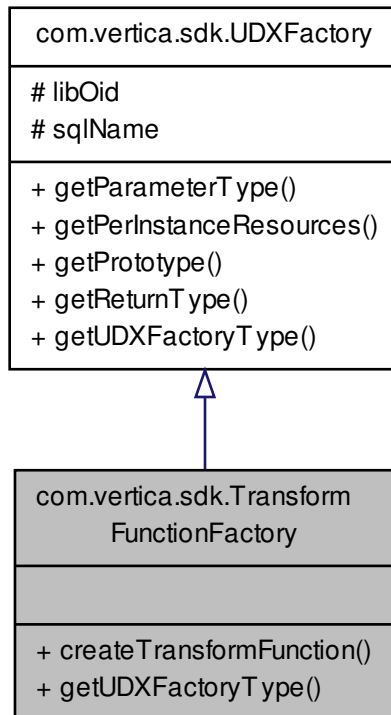 com.vertica.sdk.UDXFactory
# libOid
# sqlName
+ getParameterType()
+ getPerInstanceResources()
+ getPrototype()
+ getReturnType()
+ getUDXFactoryType()
com.vertica.sdk.Transform
FunctionFactory
+ createTransformFunction()
+ getUDXFactoryType()